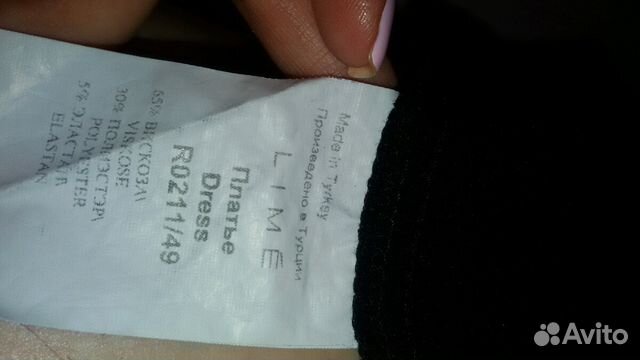 Made in Turkey
Произведено в Турции
LIME
Платье
Dress
R0211/49
65% ВИСКОЗА\
VISKOSE
30% ПОЛИЭСТЭР\
POLYESTER
5% ЭЛАСТАН\
ELASTAN
Avito